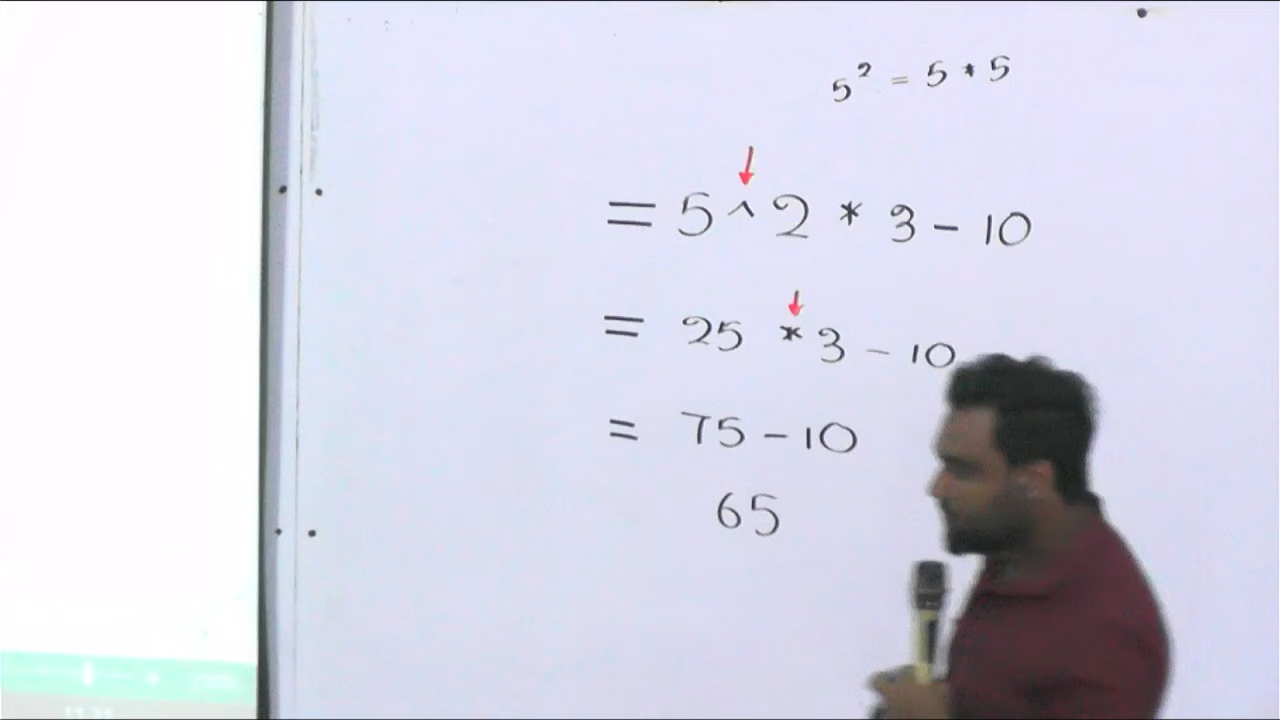 5² = 5 * 5
= 5 ^ 2 * 3 - 10
= 25 * 3 - 10
= 75 - 10
65